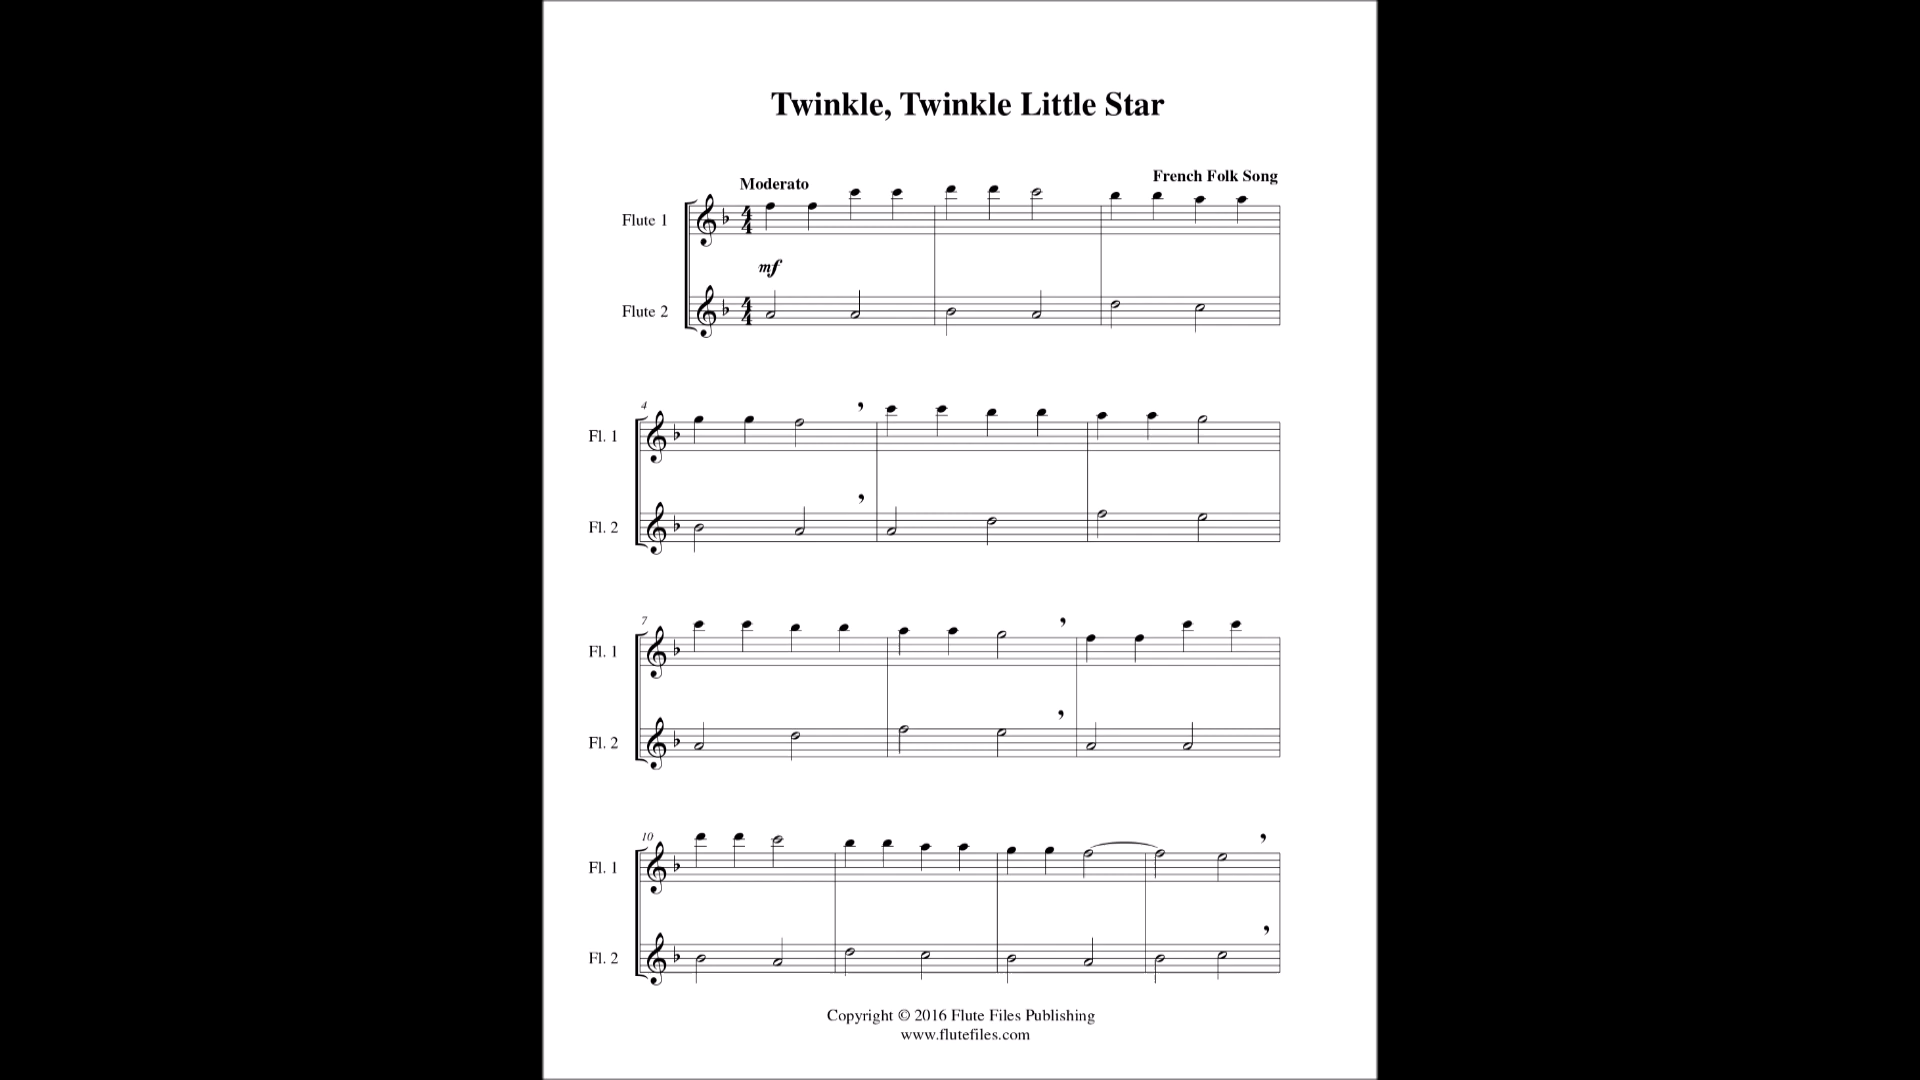 Twinkle, Twinkle Little Star
French Folk Song
Moderato
Flute 1
mf
Flute 2
4
Fl. 1
Fl. 2
7
Fl. 1
Fl. 2
10
Fl. 1
Fl. 2
Copyright © 2016 Flute Files Publishing
www.flutefiles.com